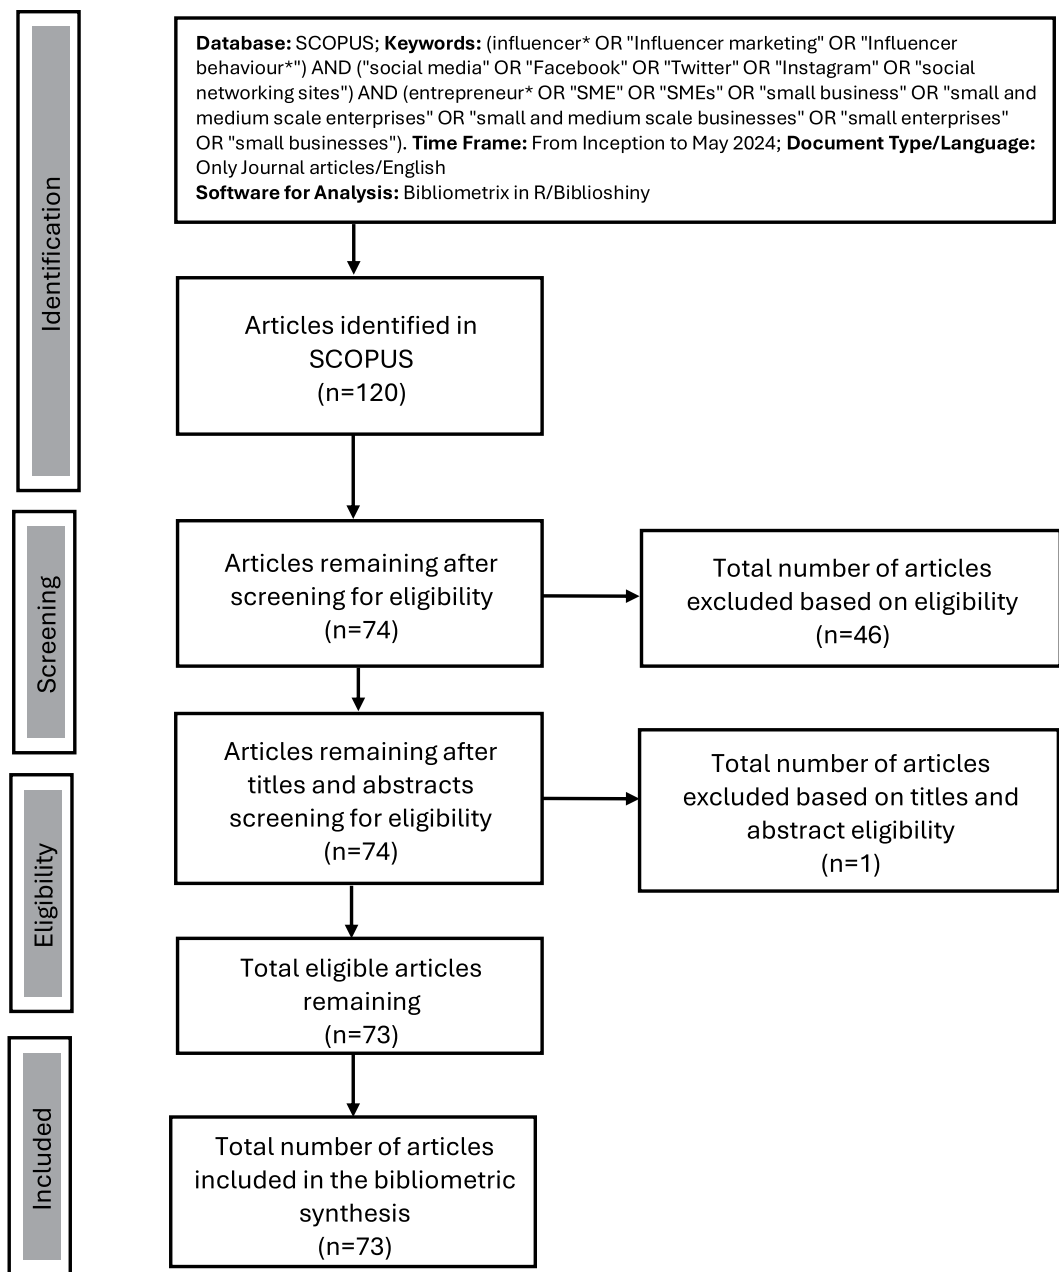 Identification
Database: SCOPUS; Keywords: (influencer* OR "Influencer marketing" OR "Influencer
behaviour*") AND ("social media" OR "Facebook" OR "Twitter" OR "Instagram" OR "social
networking sites") AND (entrepreneur* OR "SME" OR "SMEs" OR "small business" OR "small and
medium scale enterprises" OR "small and medium scale businesses" OR "small enterprises"
OR "small businesses"). Time Frame: From Inception to May 2024; Document Type/Language:
Only Journal articles/English
Software for Analysis: Bibliometrix in R/Biblioshiny
Articles identified in
SCOPUS
(n=120)
Screening
Articles remaining after
screening for eligibility
(n=74)
Total number of articles
excluded based on eligibility
(n=46)
Eligibility
Articles remaining after
titles and abstracts
screening for eligibility
(n=74)
Total number of articles
excluded based on titles and
abstract eligibility
(n=1)
Total eligible articles
remaining
(n=73)
Included
Total number of articles
included in the bibliometric
synthesis
(n=73)